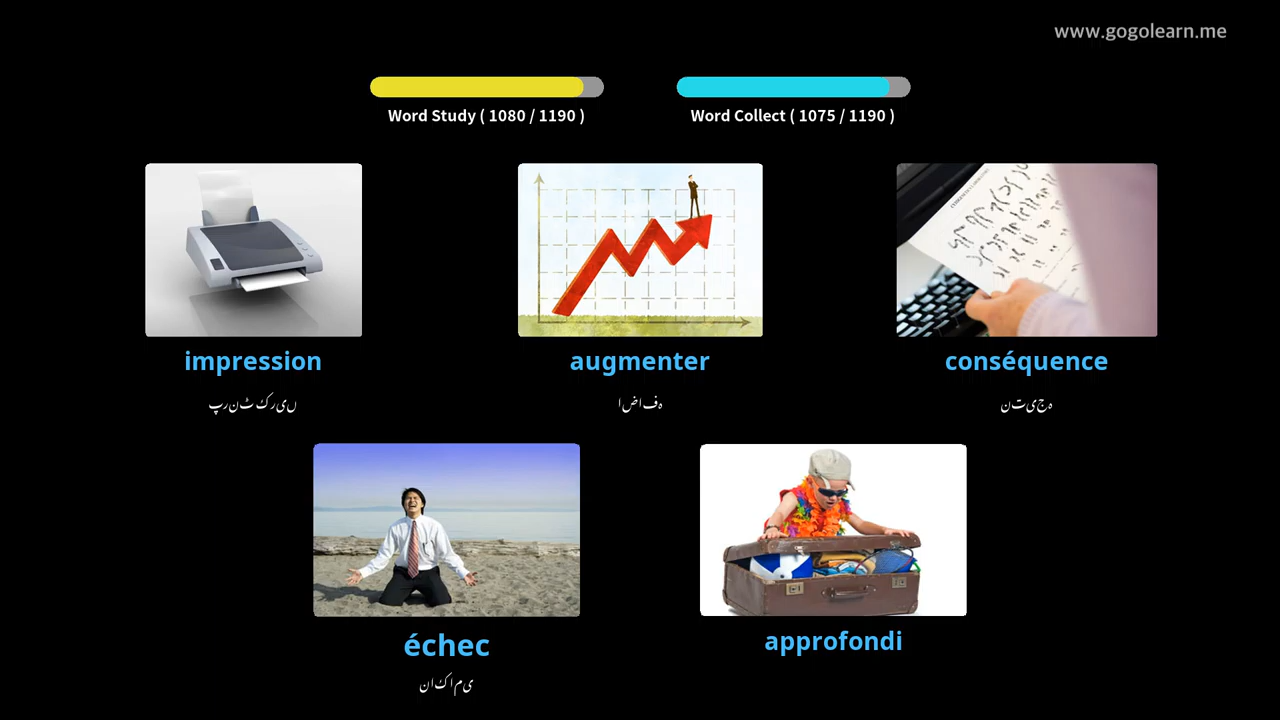 www.gogolearn.me
Word Study ( 1080 / 1190 )
Word Collect ( 1075 / 1190 )
impression
augmenter
conséquence
پرنٹ کریں
اضافہ
نتیجہ
échec
approfondi
ناکامی